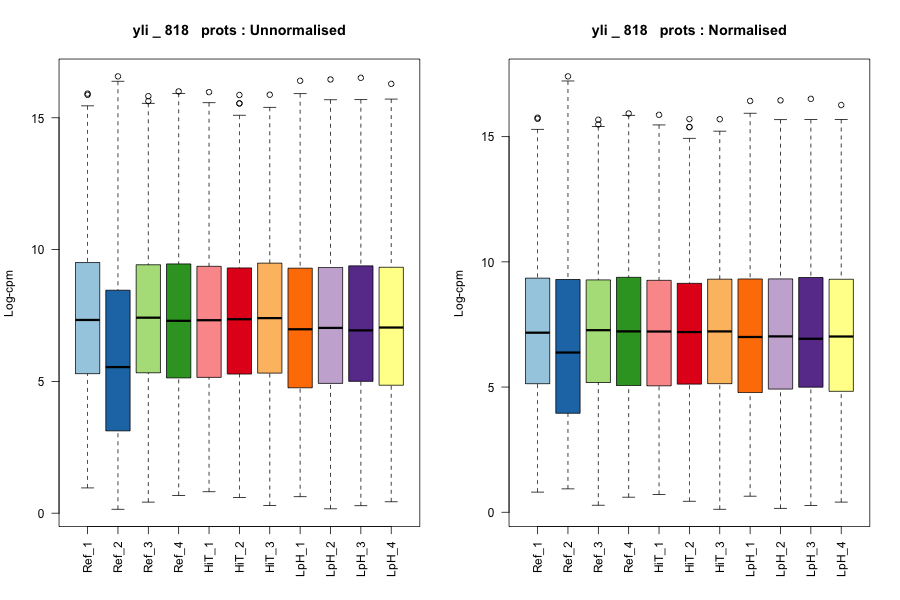 yli _ 818   prots : Unnormalised
Log-cpm
15
10
5
0
Ref_1
Ref_2
Ref_3
Ref_4
HiT_1
HiT_2
HiT_3
LpH_1
LpH_2
LpH_3
LpH_4
yli _ 818   prots : Normalised
Log-cpm
15
10
5
0
Ref_1
Ref_2
Ref_3
Ref_4
HiT_1
HiT_2
HiT_3
LpH_1
LpH_2
LpH_3
LpH_4